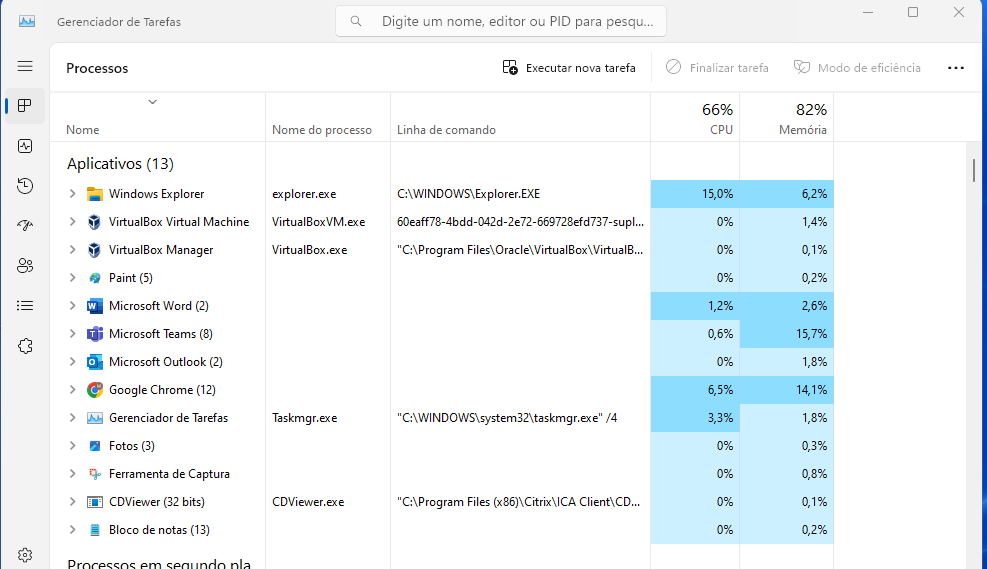 Gerenciador de Tarefas
Digite um nome, editor ou PID para pesqu...
Processos
Executar nova tarefa
Finalizar tarefa
Modo de eficiência
66% 82%
Nome Nome do processo Linha de comando CPU Memória
Aplicativos (13)
Windows Explorer explorer.exe C:\WINDOWS\Explorer.EXE 15,0% 6,2%
VirtualBox Virtual Machine VirtualBoxVM.exe 60eaff78-4bdd-042d-2e72-669728efd737-supl... 0% 1,4%
VirtualBox Manager VirtualBox.exe "C:\Program Files\Oracle\VirtualBox\VirtualB... 0% 0,1%
Paint (5) 0% 0,2%
Microsoft Word (2) 1,2% 2,6%
Microsoft Teams (8) 0,6% 15,7%
Microsoft Outlook (2) 0% 1,8%
Google Chrome (12) 6,5% 14,1%
Gerenciador de Tarefas Taskmgr.exe "C:\WINDOWS\system32\taskmgr.exe" /4 3,3% 1,8%
Fotos (3) 0% 0,3%
Ferramenta de Captura 0% 0,8%
CDViewer (32 bits) CDViewer.exe "C:\Program Files (x86)\Citrix\ICA Client\CD... 0% 0,1%
Bloco de notas (13) 0% 0,2%
Processos em segundo pla